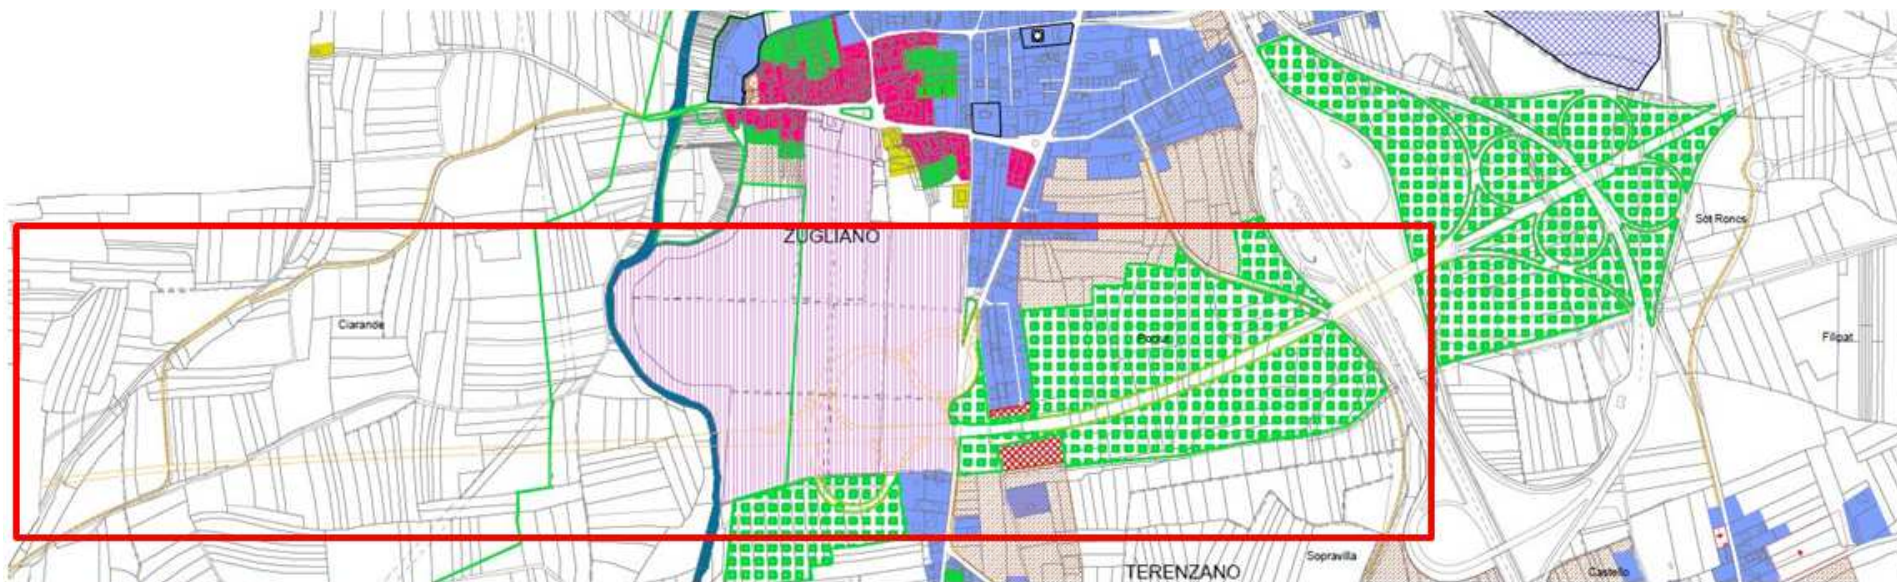 Sot Roncs
ZUGLIANO
Ciarande
Filipat
Sopravilla
TERENZANO
Castello